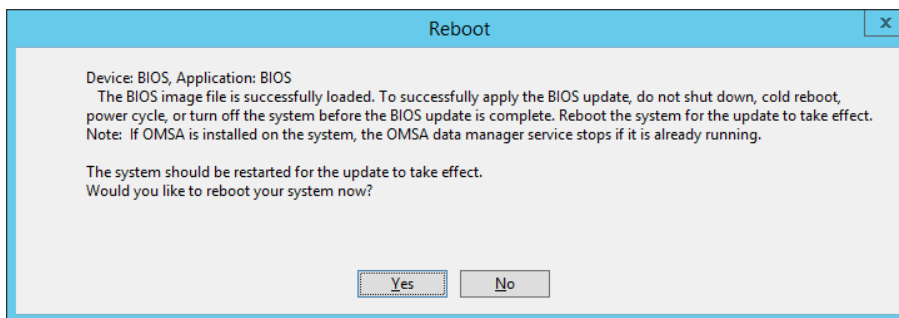 Reboot
x
Device: BIOS, Application: BIOS
The BIOS image file is successfully loaded. To successfully apply the BIOS update, do not shut down, cold reboot,
power cycle, or turn off the system before the BIOS update is complete. Reboot the system for the update to take effect.
Note: If OMSA is installed on the system, the OMSA data manager service stops if it is already running.
The system should be restarted for the update to take effect.
Would you like to reboot your system now?
Yes No